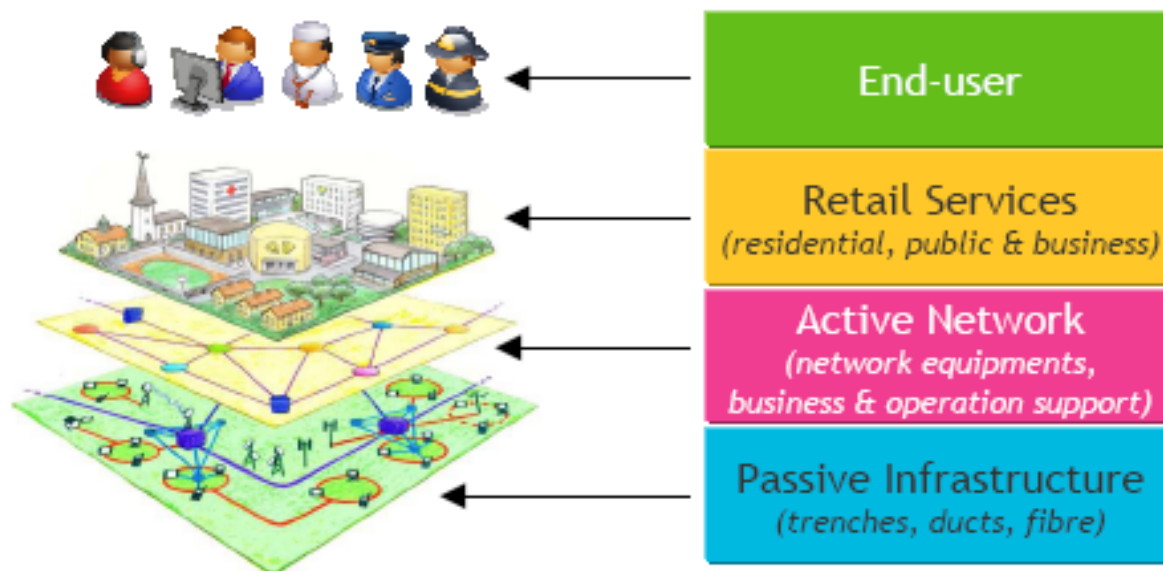 End-user
Retail Services
(residential, public & business)
Active Network
(network equipments,
business & operation support)
Passive Infrastructure
(trenches, ducts, fibre)